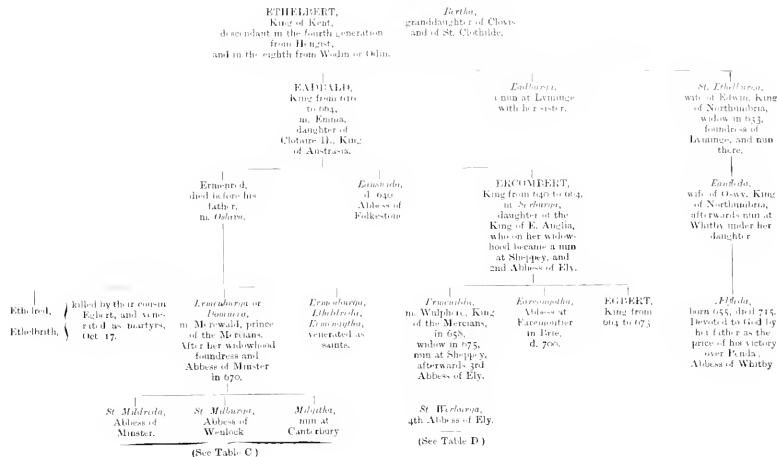 ETHELBERT,
King of Kent,
descendant in the fourth generation
from Hengist,
and in the eighth from Wodin or Odin.
Bertha,
granddaughter of Clovis
and of St. Clothilde.
EADBALD,
King from 616
to 664,
m. Emma,
daughter of
Clotaire II., King
of Austrasia.
Eadburga,
a nun at Lyminge
with her sister.
St. Ethelburga,
wife of Edwin, King
of Northumbria,
widow in 633,
foundress of
Lyminge, and nun
there.
Ermenred,
died before his
father,
m. Oslava.
Eanswida,
d. 640
Abbess of
Folkestone
ERCOMBERT,
King from 640 to 664.
m. Sexburga,
daughter of the
King of E. Anglia,
who on her widow-
hood became a nun
at Sheppey, and
2nd Abbess of Ely.
Eanfleda,
wife of Oswy, King
of Northumbria,
afterwards nun at
Whitby under her
daughter
Ethelred,
Ethelbrith,
killed by their cousin
Egbert, and vene-
rated as martyrs,
Oct 17.
Ermenburga or
Domneva,
m. Merewald, prince
of the Mercians.
After her widowhood
foundress and
Abbess of Minster
in 670.
Ermenburga,
Etheldreda,
Ermengytha,
venerated as
saints.
Ermenilda,
m. Wulphere, King
of the Mercians,
in 658,
widow in 675,
nun at Sheppey,
afterwards 3rd
Abbess of Ely.
Earcongotha,
Abbess at
Faremoutier
in Brie,
d. 700.
EGBERT,
King from
664 to 673
Elfleda,
born 655, died 715.
Devoted to God by
her father as the
price of his victory
over Penda,
Abbess of Whitby
St Mildreda,
Abbess of
Minster.
St Milburga,
Abbess of
Wenlock
Milgitha,
nun at
Canterbury
St Werburga,
4th Abbess of Ely.
(See Table C)
(See Table D)